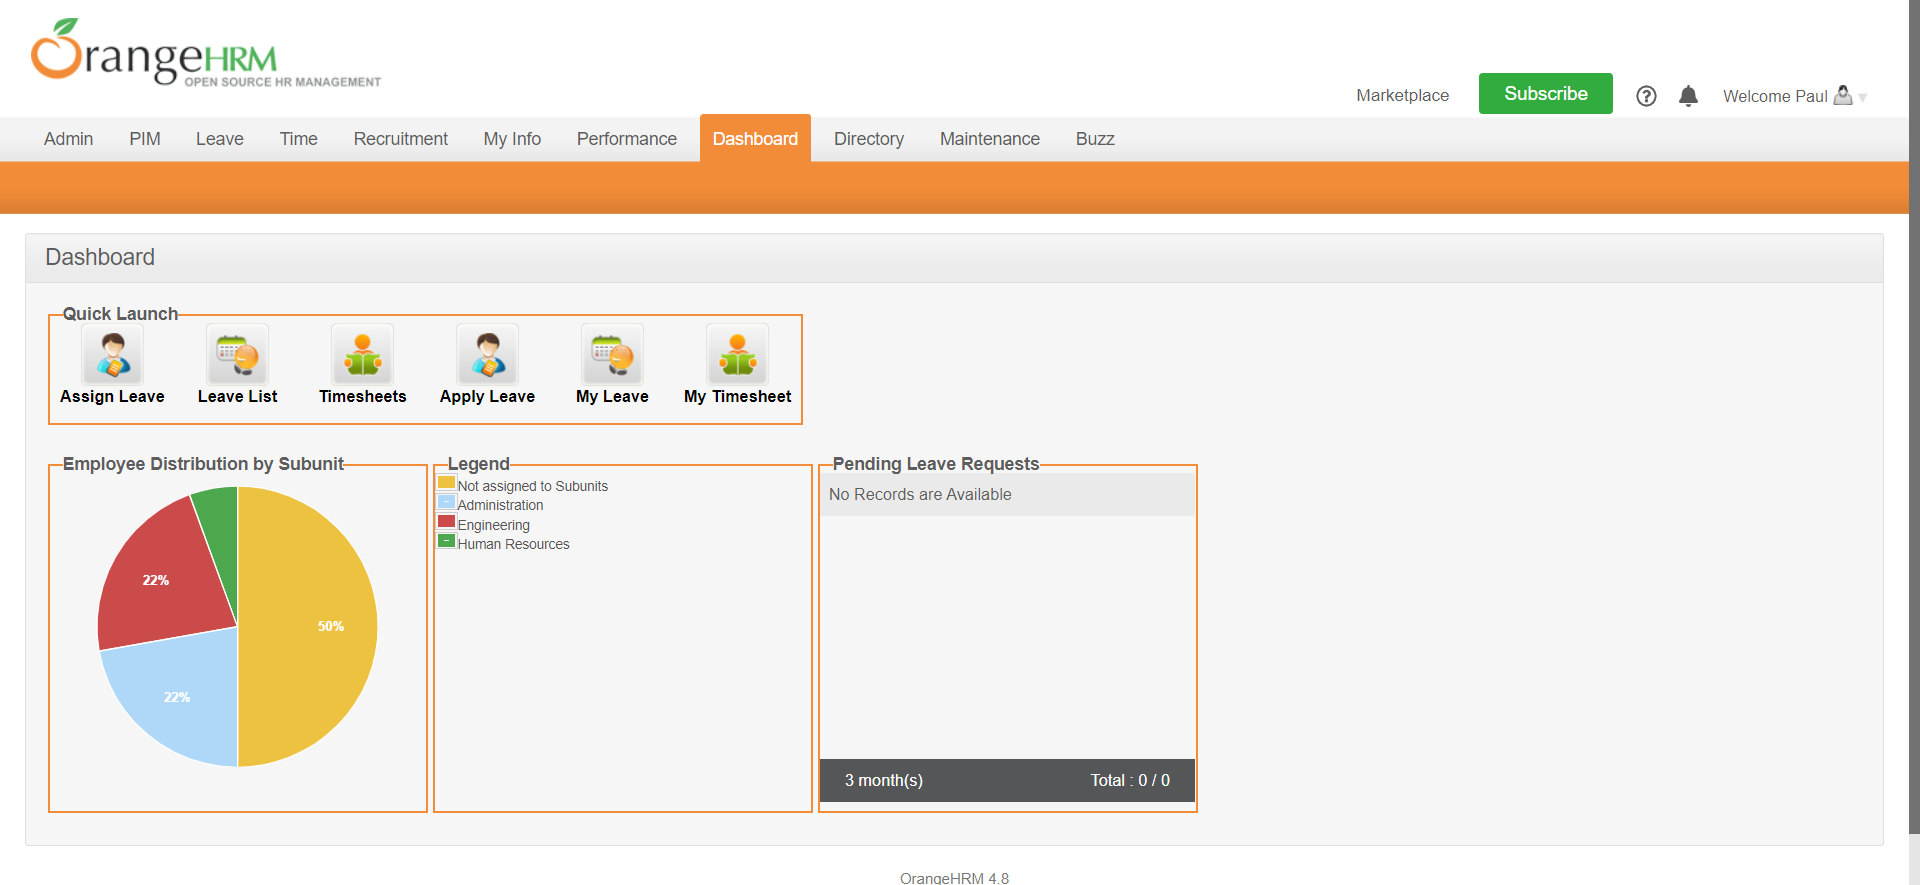 OrangeHRM
OPEN SOURCE HR MANAGEMENT
Marketplace
Subscribe
Welcome Paul
Admin PIM Leave Time Recruitment My Info Performance Dashboard Directory Maintenance Buzz
Dashboard
Quick Launch
Assign Leave Leave List Timesheets Apply Leave My Leave My Timesheet
Employee Distribution by Subunit
50%
22%
22%
Legend
Not assigned to Subunits
Administration
Engineering
Human Resources
Pending Leave Requests
No Records are Available
3 month(s) Total : 0 / 0
OrangeHRM 4.8